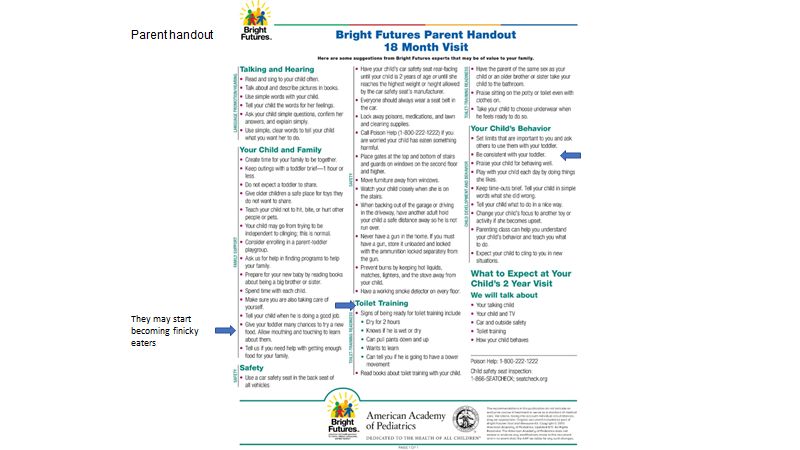 Parent handout
They may start
becoming finicky
eaters
Bright
Futures.
Bright Futures Parent Handout
18 Month Visit
Here are some suggestions from Bright Futures experts that may be of value to your family.
LANGUAGE PROMOTION/HEARING
Talking and Hearing
• Read and sing to your child often.
• Talk about and describe pictures in books.
• Use simple words with your child.
• Tell your child the words for her feelings.
• Ask your child simple questions, confirm her
answers, and explain simply.
• Use simple, clear words to tell your child
what you want her to do.
FAMILY SUPPORT
Your Child and Family
• Create time for your family to be together.
• Keep outings with a toddler brief—1 hour or
less
• Do not expect a toddler to share.
• Give older children a safe place for toys they
do not want to share.
• Teach your child not to hit, bite, or hurt other
people or pets.
• Your child may go from trying to be
independent to clinging; this is normal.
• Consider enrolling in a parent-toddler
playgroup.
• Ask us for help in finding programs to help
your family.
• Prepare for your new baby by reading books
about being a big brother or sister.
• Spend time with each child.
• Make sure you are also taking care of
yourself.
• Tell your child when he is doing a good job.
• Give your toddler many chances to try a new
food. Allow mouthing and touching to learn
about them.
• Tell us if you need help with getting enough
food for your family.
SAFETY
Safety
• Use a car safety seat in the back seat of
all vehicles
SAFETY
• Have your child's car safety seat rear-facing
until your child is 2 years of age or until she
reaches the highest weight or height allowed
by the car safety seat's manufacturer.
• Everyone should always wear a seat belt in
the car.
• Lock away poisons, medications, and lawn
and cleaning supplies.
• Call Poison Help (1-800-222-1222) if you
are worried your child has eaten something
harmful.
• Place gates at the top and bottom of stairs
and guards on windows on the second floor
and higher.
• Move furniture away from windows.
• Watch your child closely when she is on
the stairs.
• When backing out of the garage or driving
in the driveway, have another adult hold
your child a safe distance away so he is not
run over.
• Never have a gun in the home. If you must
have a gun, store it unloaded and locked
with the ammunition locked separately from
the gun.
• Prevent burns by keeping hot liquids,
matches, lighters, and the stove away from
your child.
• Have a working smoke detector on every floor.
TOILET-TRAINING READINESS
Toilet Training
• Signs of being ready for toilet training include
• Dry for 2 hours
• Knows if he is wet or dry
• Can pull pants down and up
• Wants to learn
• Can tell you if he is going to have a bowel
movement
• Read books about toilet training with your child.
TOILET-TRAINING READINESS
• Have the parent of the same sex as your
child or an older brother or sister take your
child to the bathroom.
• Praise sitting on the potty or toilet even with
clothes on.
• Take your child to choose underwear when
he feels ready to do so.
CHILD DEVELOPMENT AND BEHAVIOR
Your Child's Behavior
• Set limits that are important to you and ask
others to use them with your toddler.
• Be consistent with your toddler.
• Praise your child for behaving well.
• Play with your child each day by doing things
she likes.
• Keep time-outs brief. Tell your child in simple
words what she did wrong.
• Tell your child what to do in a nice way.
• Change your child's focus to another toy or
activity if she becomes upset.
• Parenting class can help you understand
your child's behavior and teach you what
to do.
• Expect your child to cling to you in new
situations.
What to Expect at Your
Child's 2 Year Visit
We will talk about
• Your talking child
• Your child and TV
• Car and outside safety
• Toilet training
• How your child behaves
Poison Help: 1-800-222-1222
Child safety seat inspection:
1-866-SEATCHECK; seatcheck.org
Bright
Futures.
American Academy
of Pediatrics
DEDICATED TO THE HEALTH OF ALL CHILDREN
PAGE 1 OF 1